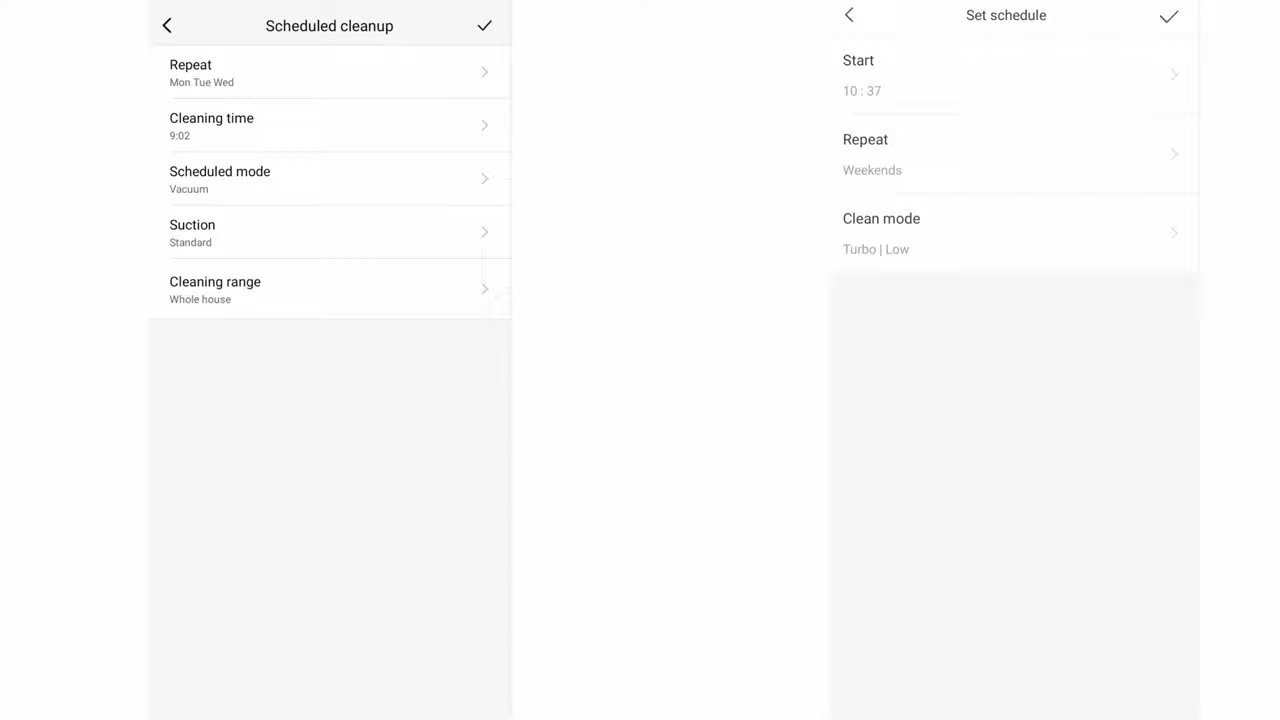 Scheduled cleanup
Repeat
Mon Tue Wed
Cleaning time
9:02
Scheduled mode
Vacuum
Suction
Standard
Cleaning range
Whole house
Set schedule
Start
10 : 37
Repeat
Weekends
Clean mode
Turbo | Low